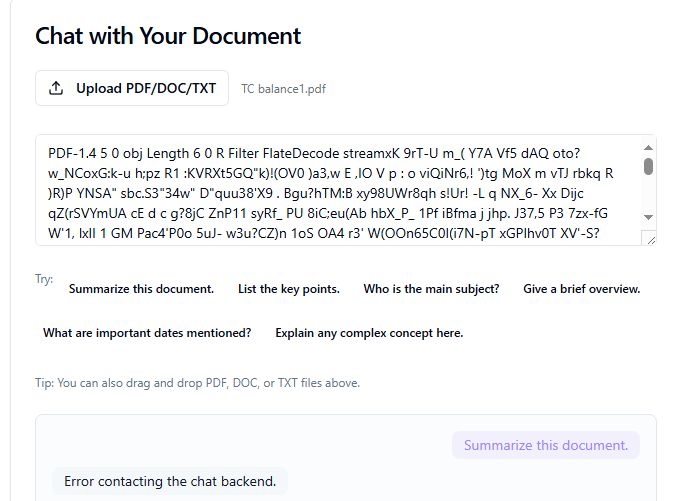 Chat with Your Document
Upload PDF/DOC/TXT
TC balance1.pdf
PDF-1.4 5 0 obj Length 6 0 R Filter FlateDecode streamxK 9rT-U m_( Y7A Vf5 dAQ oto?
w_NCoxG:k-u h;pz R1 :KVRXt5GQ"k)!(OV0 )a3,w E ,IO V p : o viQiNr6,! ')tg MoX m vTJ rbkq R
)R)P YNSA" sbc.S3"34w" D"quu38'X9 . Bgu?hTM:B xy98UWr8qh s!Ur! -L q NX_6- Xx Dijc
qZ(rSVYmUA cE d c g?8jC ZnP11 syRf_ PU 8iC;eu(Ab hbX_P_ 1Pf iBfma j jhp. J37,5 P3 7zx-fG
W'1, 1 GM Pac4'P0o 5uJ- w3u?CZ)n 1oS OA4 r3' W(OOn65C0I(i7N-pT xGPIhv0T XV'-S?
Try:
Summarize this document.
List the key points.
Who is the main subject?
Give a brief overview.
What are important dates mentioned?
Explain any complex concept here.
Tip: You can also drag and drop PDF, DOC, or TXT files above.
Summarize this document.
Error contacting the chat backend.